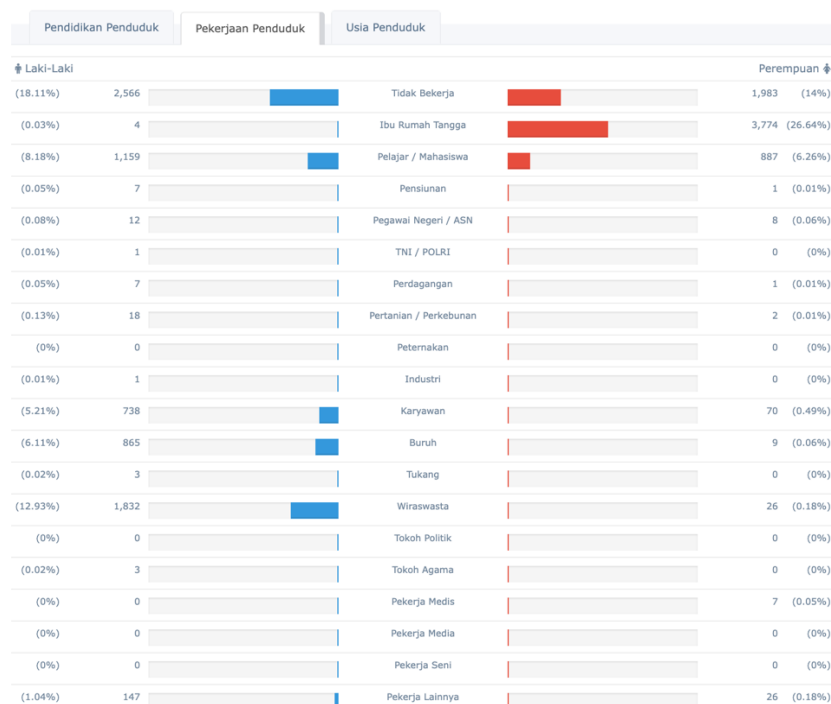 Pendidikan Penduduk Pekerjaan Penduduk Usia Penduduk
Laki-Laki Perempuan
(18.11%) 2,566 Tidak Bekerja 1,983 (14%)
(0.03%) 4 Ibu Rumah Tangga 3,774 (26.64%)
(8.18%) 1,159 Pelajar / Mahasiswa 887 (6.26%)
(0.05%) 7 Pensiunan 1 (0.01%)
(0.08%) 12 Pegawai Negeri / ASN 8 (0.06%)
(0.01%) 1 TNI / POLRI 0 (0%)
(0.05%) 7 Perdagangan 1 (0.01%)
(0.13%) 18 Pertanian / Perkebunan 2 (0.01%)
(0%) 0 Peternakan 0 (0%)
(0.01%) 1 Industri 0 (0%)
(5.21%) 738 Karyawan 70 (0.49%)
(6.11%) 865 Buruh 9 (0.06%)
(0.02%) 3 Tukang 0 (0%)
(12.93%) 1,832 Wiraswasta 26 (0.18%)
(0%) 0 Tokoh Politik 0 (0%)
(0.02%) 3 Tokoh Agama 0 (0%)
(0%) 0 Pekerja Medis 7 (0.05%)
(0%) 0 Pekerja Media 0 (0%)
(0%) 0 Pekerja Seni 0 (0%)
(1.04%) 147 Pekerja Lainnya 26 (0.18%)